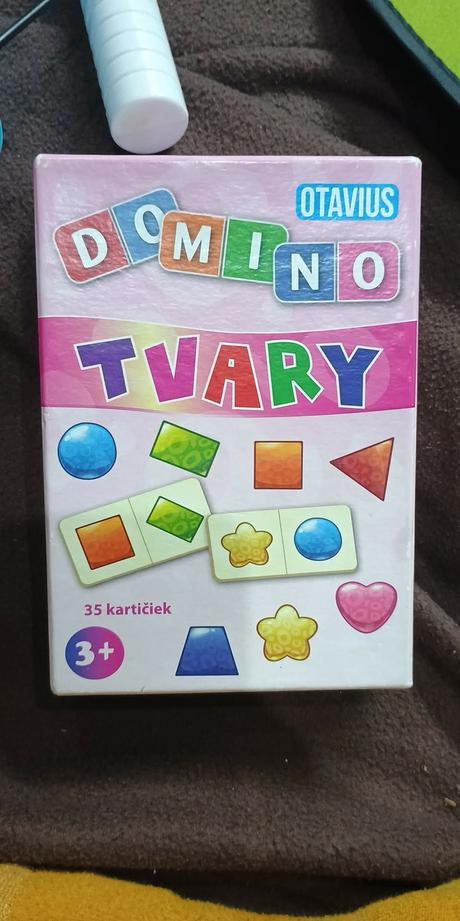 OTAVIUS
DOMINO
TVARY
35 kartičiek
3+